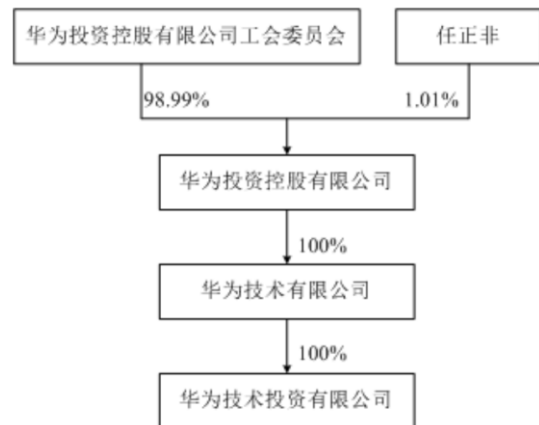 华为投资控股有限公司工会委员会
任正非
98.99%
1.01%
华为投资控股有限公司
100%
华为技术有限公司
100%
华为技术投资有限公司